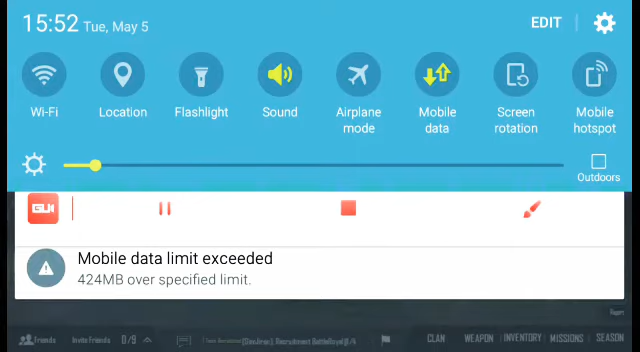 15:52 Tue, May 5
EDIT
Wi-Fi
Location
Flashlight
Sound
Airplane mode
Mobile data
Screen rotation
Mobile hotspot
Outdoors
Mobile data limit exceeded
424MB over specified limit.
Report
Friends
Invite Friends
0/9
CLAN
WEAPON
INVENTORY
MISSIONS
SEASON